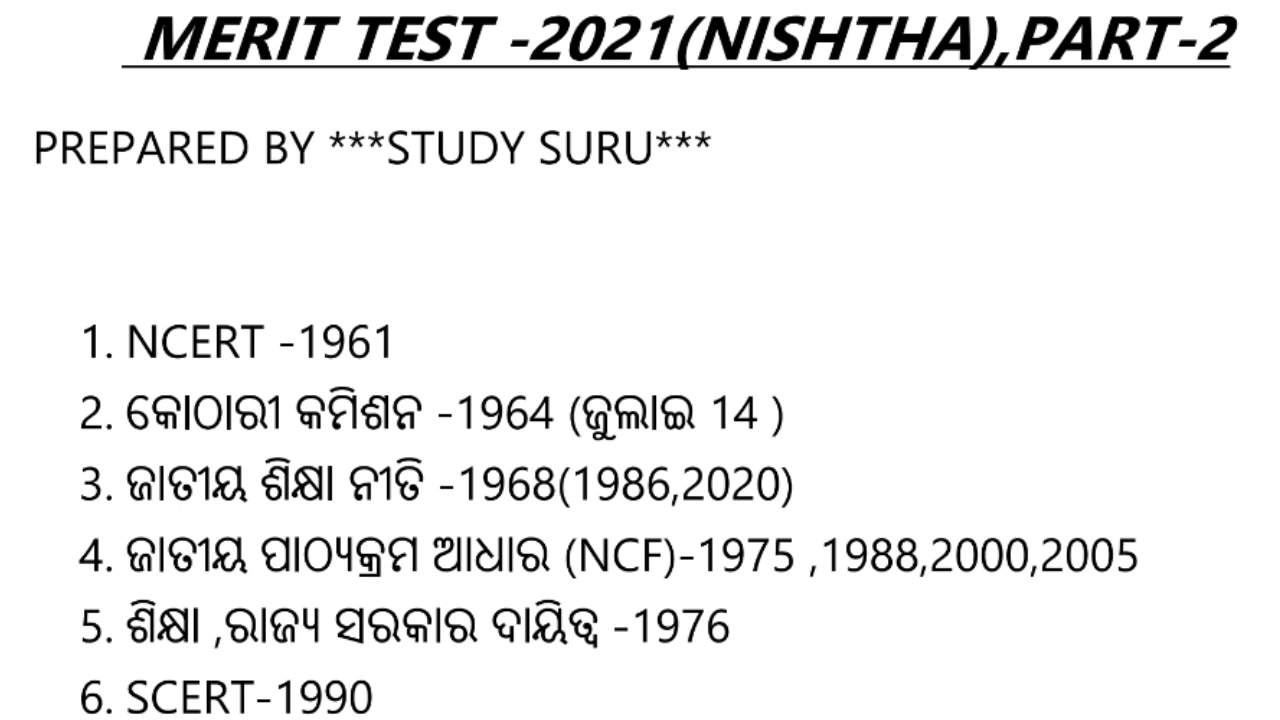 MERIT TEST -2021(NISHTHA),PART-2
PREPARED BY ***STUDY SURU***
1. NCERT -1961
2. କୋଠାରୀ କମିଶନ -1964 (ଜୁଲାଇ 14 )
3. ଜାତୀୟ ଶିକ୍ଷା ନୀତି -1968(1986,2020)
4. ଜାତୀୟ ପାଠ୍ୟକ୍ରମ ଆଧାର (NCF)-1975 ,1988,2000,2005
5. ଶିକ୍ଷା ,ରାଜ୍ୟ ସରକାର ଦାୟିତ୍ୱ -1976
6. SCERT-1990